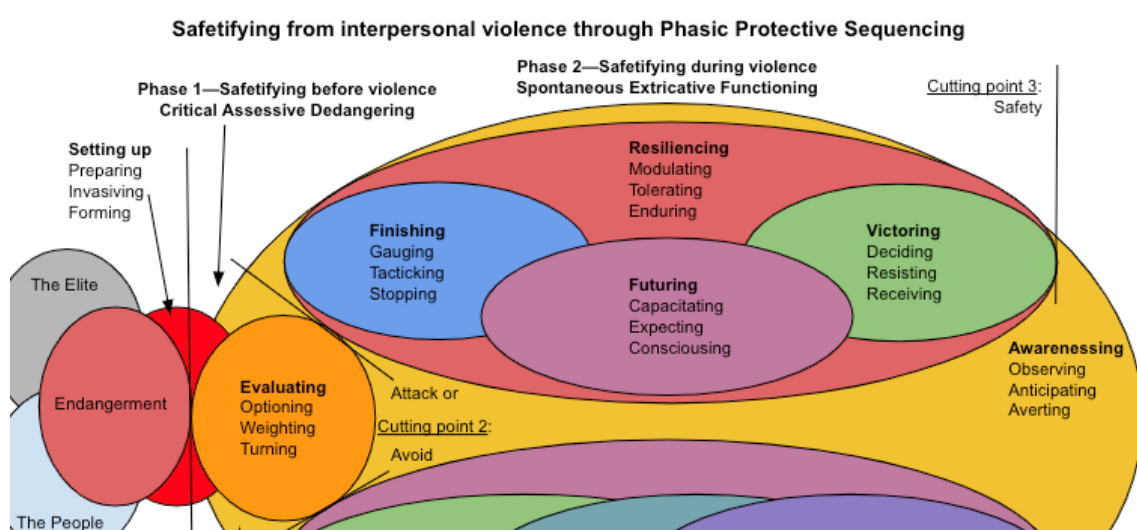 Safetifying from interpersonal violence through Phasic Protective Sequencing
Phase 1—Safetifying before violence
Critical Assessive Dedangering
Phase 2—Safetifying during violence
Spontaneous Extricative Functioning
Cutting point 3:
Safety
Setting up
Preparing
Invasiving
Forming
Resiliencing
Modulating
Tolerating
Enduring
Finishing
Gauging
Tacticking
Stopping
Victoring
Deciding
Resisting
Receiving
Futuring
Capacitating
Expecting
Consciousing
The Elite
Endangerment
The People
Evaluating
Optioning
Weighting
Turning
Attack or
Cutting point 2:
Avoid
Awarenessing
Observing
Anticipating
Averting